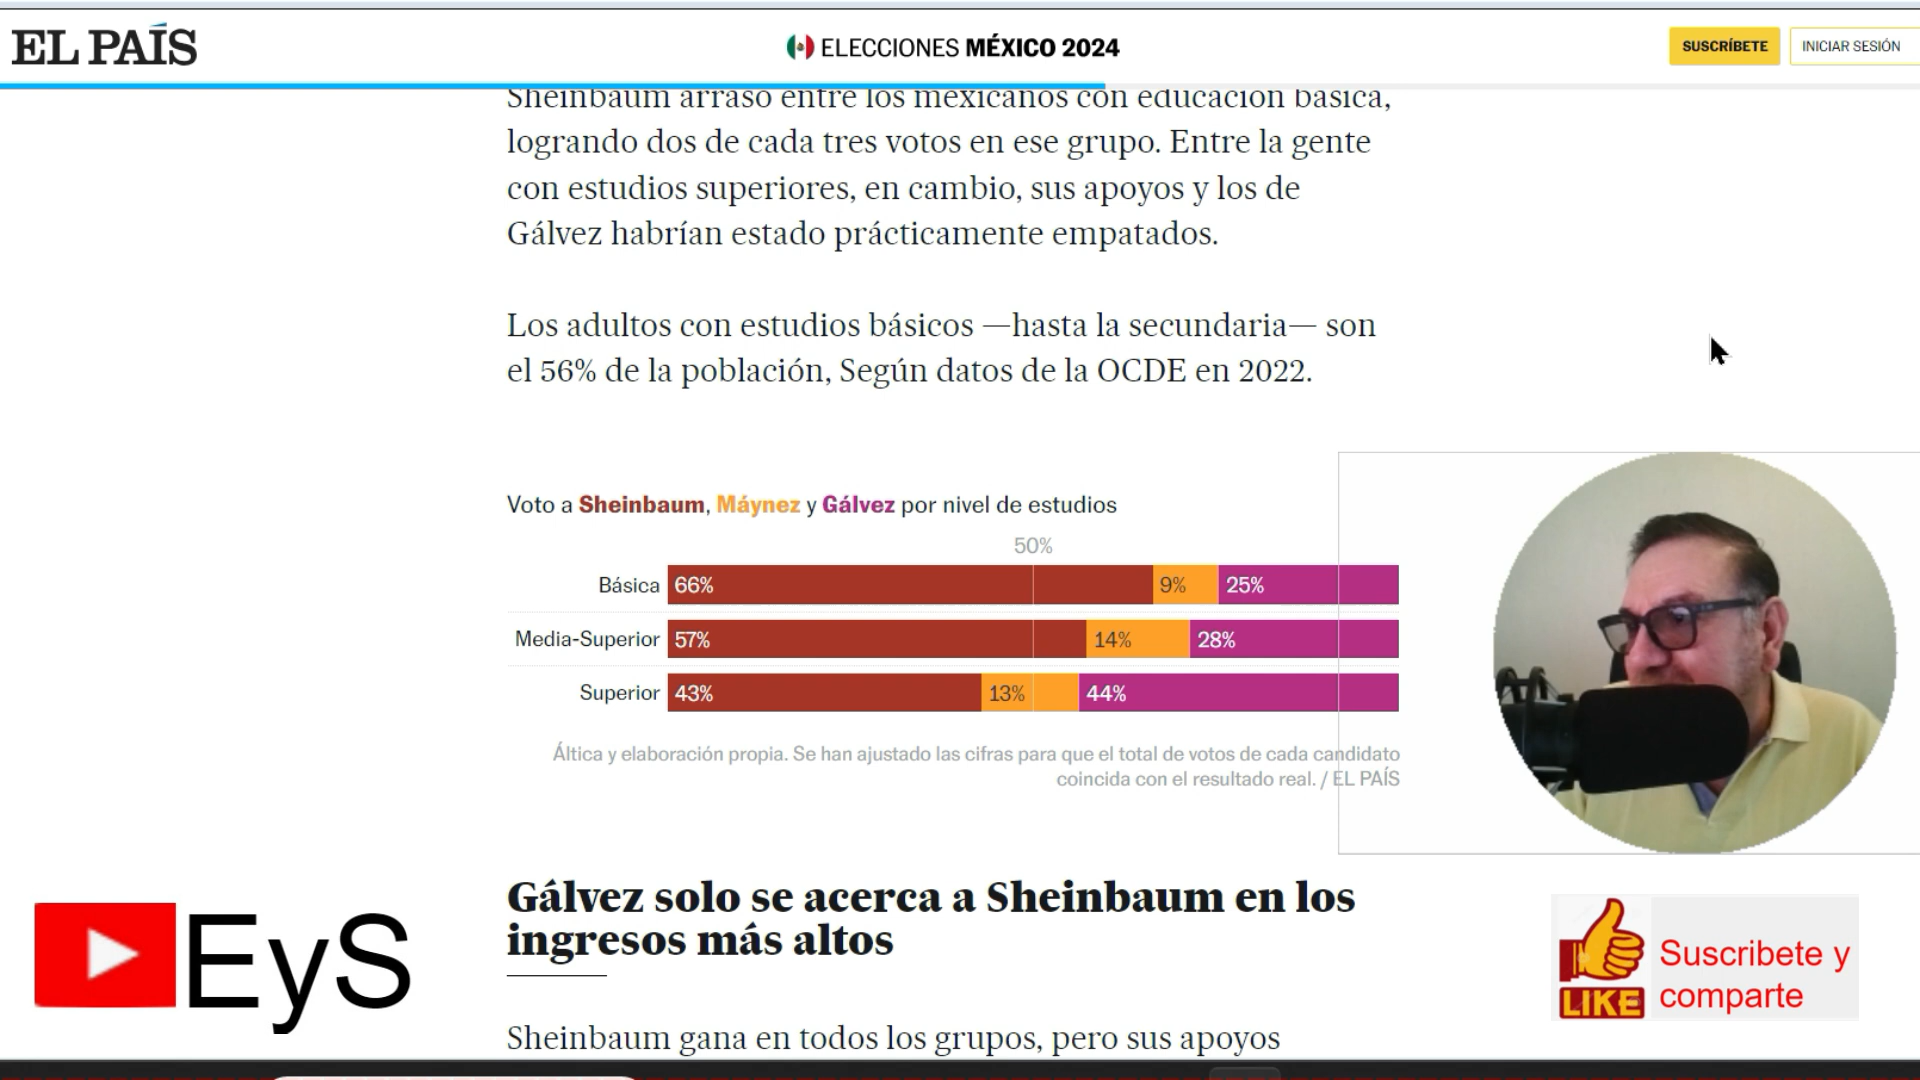 EL PAÍS
ELECCIONES MÉXICO 2024
SUSCRÍBETE
INICIAR SESIÓN
Sheinbaum arrasó entre los mexicanos con educación básica,
logrando dos de cada tres votos en ese grupo. Entre la gente
con estudios superiores, en cambio, sus apoyos y los de
Gálvez habrían estado prácticamente empatados.
Los adultos con estudios básicos —hasta la secundaria— son
el 56% de la población, Según datos de la OCDE en 2022.
Voto a Sheinbaum, Máynez y Gálvez por nivel de estudios
50%
Básica 66% 9% 25%
Media-Superior 57% 14% 28%
Superior 43% 13% 44%
Áltica y elaboración propia. Se han ajustado las cifras para que el total de votos de cada candidato
coincida con el resultado real. / EL PAÍS
Gálvez solo se acerca a Sheinbaum en los
ingresos más altos
Sheinbaum gana en todos los grupos, pero sus apoyos
EyS
LIKE
Suscribete y
comparte